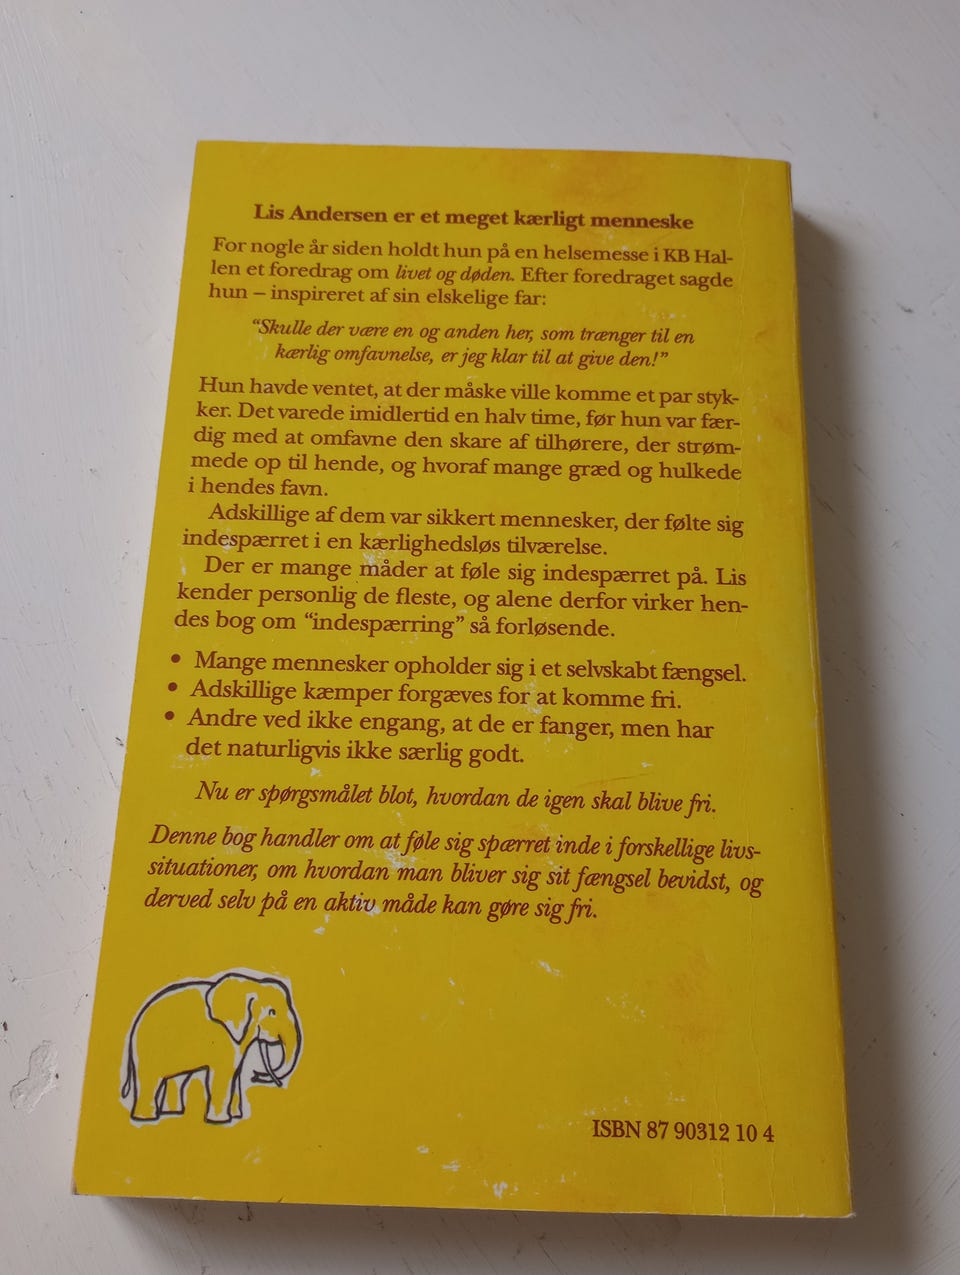 Lis Andersen er et meget kærligt menneske
For nogle år siden holdt hun på en helsemesse i KB Hal-
len et foredrag om livet og døden. Efter foredraget sagde
hun – inspireret af sin elskelige far:
“Skulle der være en og anden her, som trænger til en
kærlig omfavnelse, er jeg klar til at give den!”
Hun havde ventet, at der måske ville komme et par styk-
ker. Det varede imidlertid en halv time, før hun var fær-
dig med at omfavne den skare af tilhørere, der strøm-
mede op til hende, og hvoraf mange græd og hulkede
i hendes favn.
Adskillige af dem var sikkert mennesker, der følte sig
indespærret i en kærlighedsløs tilværelse.
Der er mange måder at føle sig indespærret på. Lis
kender personlig de fleste, og alene derfor virker hen-
des bog om “indespærring” så forløsende.
• Mange mennesker opholder sig i et selvskabt fængsel.
• Adskillige kæmper forgæves for at komme fri.
• Andre ved ikke engang, at de er fanger, men har
det naturligvis ikke særlig godt.
Nu er spørgsmålet blot, hvordan de igen skal blive fri.
Denne bog handler om at føle sig spærret inde i forskellige livs-
situationer, om hvordan man bliver sig sit fængsel bevidst, og
derved selv på en aktiv måde kan gøre sig fri.
ISBN 87 90312 10 4